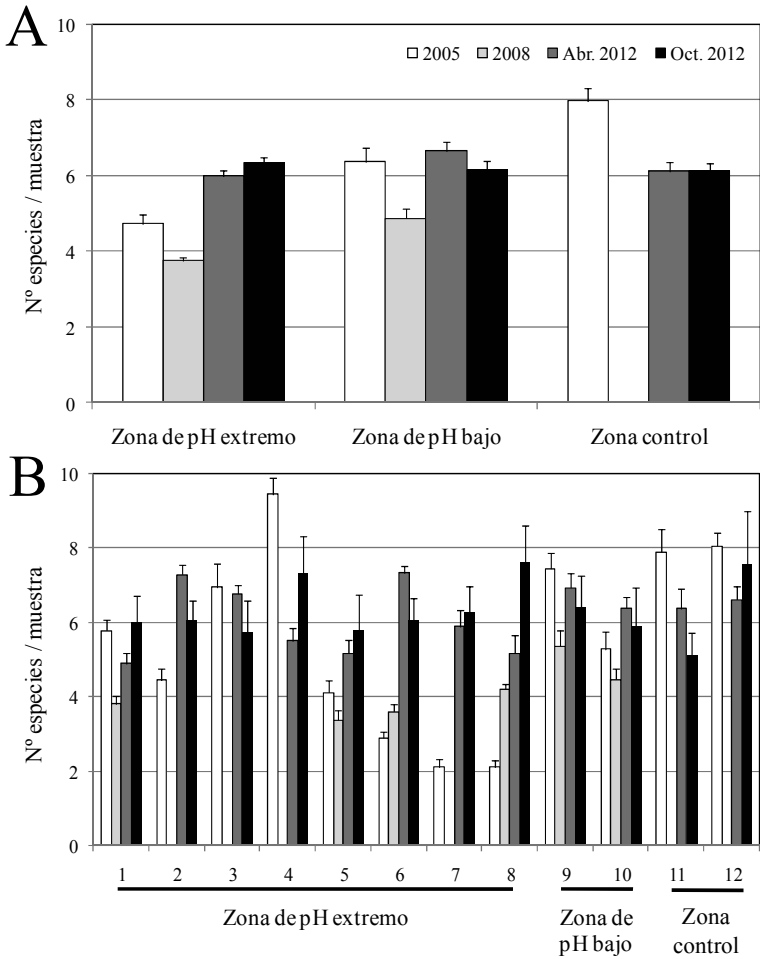 A
10
8
6
4
2
0
Nº especies / muestra
2005 2008 Abr. 2012 Oct. 2012
Zona de pH extremo Zona de pH bajo Zona control
B
10
8
6
4
2
0
Nº especies / muestra
1 2 3 4 5 6 7 8 9 10 11 12
Zona de pH extremo
Zona de
pH bajo
Zona
control